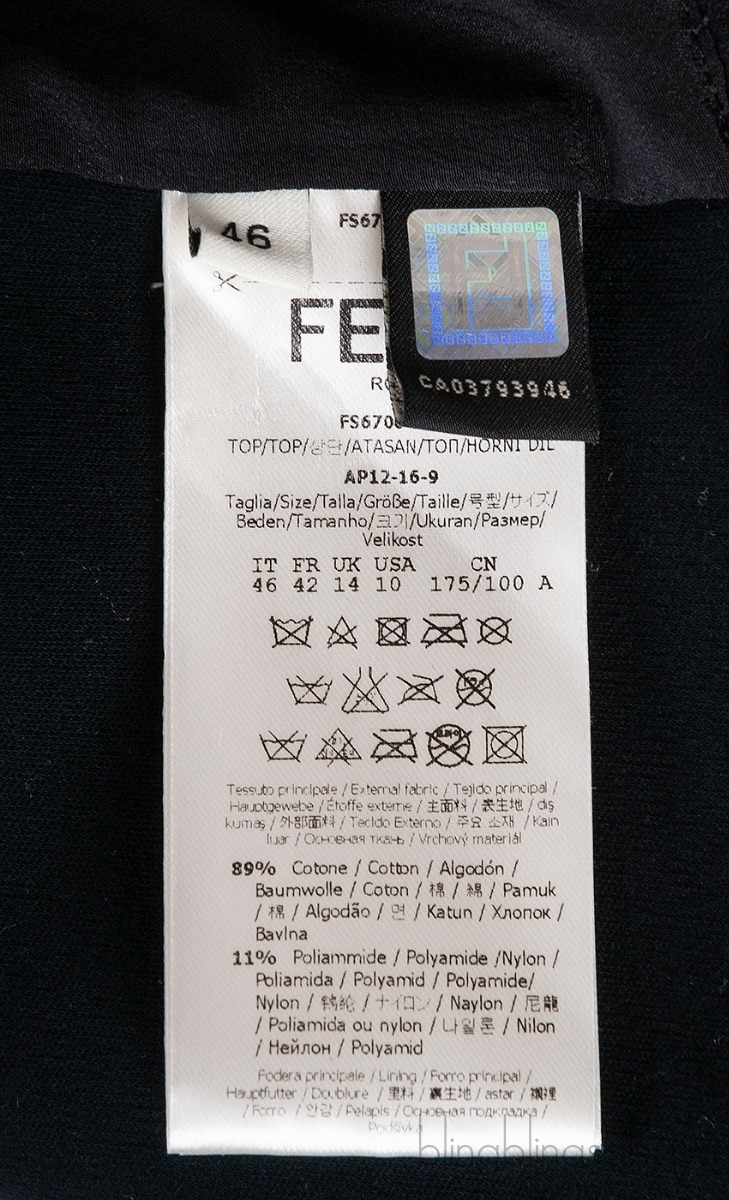 46
FS67
FE
CA03793946
FS670
TOP/TOP/상단/ATASAN/ТОП/HORNI DIL
AP12-16-9
Taglia/Size/Talla/Größe/Taille/号型/サイズ/
Beden/Tamanho/크기/Ukuran/Размер/
Velikost
IT FR UK USA CN
46 42 14 10 175/100 A
Tessuto principale / External fabric / Tejido principal /
Hauptgewebe / Étoffe externe / 主面料 / 表生地 / dış
kumaş / 外部面料 / Tecido Externo / 주요 소재 / Kain
luar / Основная ткань / Vrchový materiál
89% Cotone / Cotton / Algodón /
Baumwolle / Coton / 棉 / 綿 / Pamuk
/ 棉 / Algodão / 면 / Katun / Хлопок /
Bavlna
11% Poliammide / Polyamide /Nylon /
Poliamida / Polyamid / Polyamide/
Nylon / 锦纶 / ナイロン / Naylon / 尼龍
/ Poliamida ou nylon / 나일론 / Nilon
/ Нейлон / Polyamid
Fodera principale / Lining / Forro principal /
Hauptfutter / Doublure / 里料 / 裏生地 / astar / 襯裡
/ Forro / 안감 / Pelapis / Основная подкладка /
Podšívka
blingblings